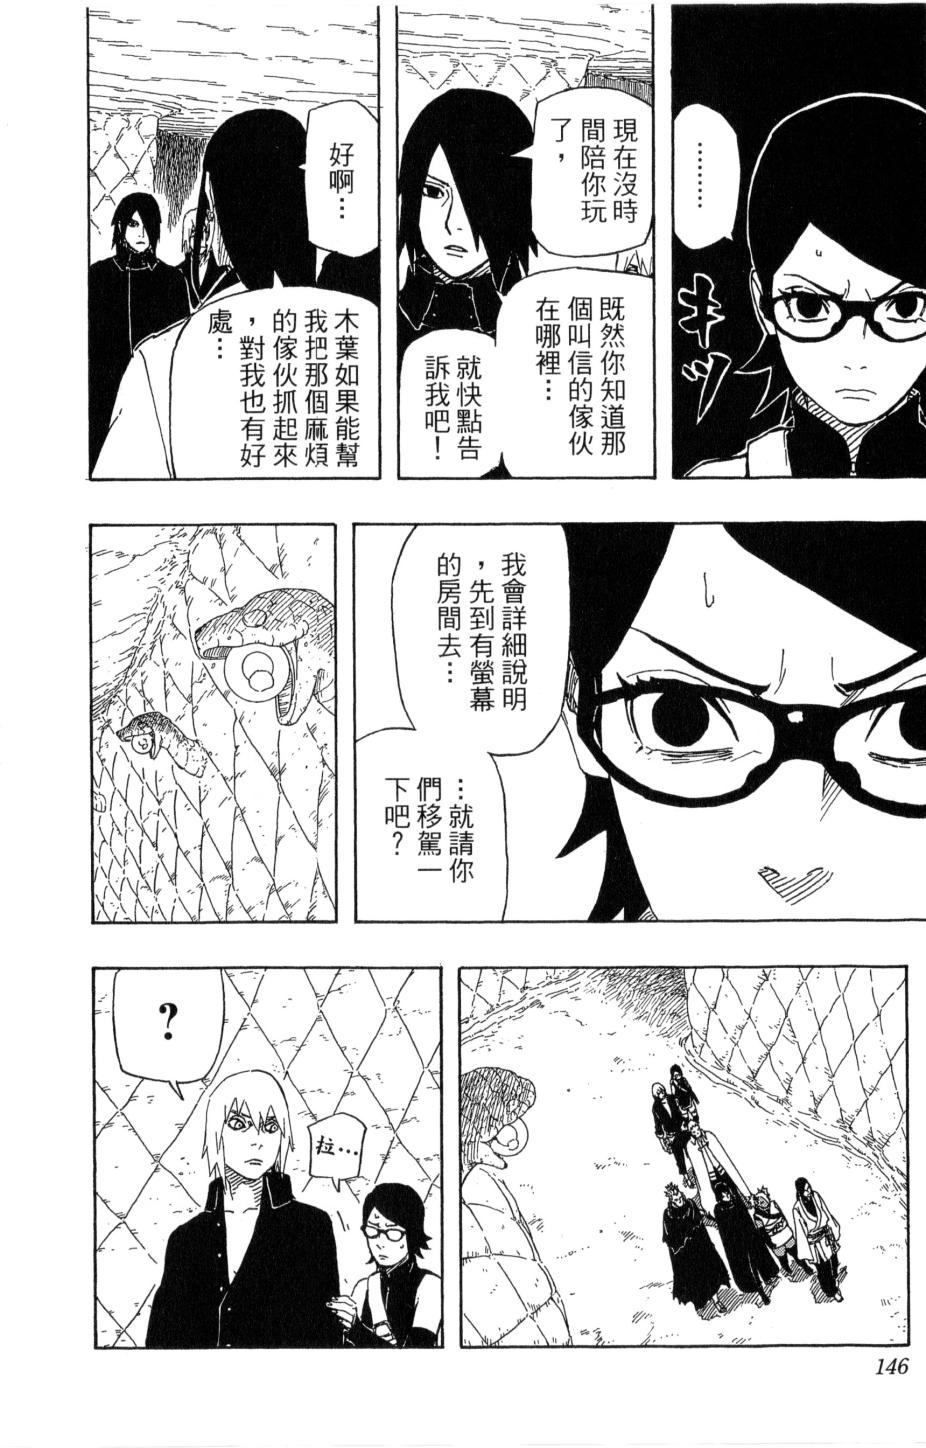 ………
キッ
現在沒時
間陪你玩
了，
既然你知道那
個叫信的傢伙
在哪裡…
就快點告
訴我吧！
好啊…
木葉如果能幫
我把那個麻煩
的傢伙抓起來
，對我也有好
處…
我會詳細說明
，先到有螢幕
的房間去…
…就請你
們移駕一
下吧？
拉…
？
146